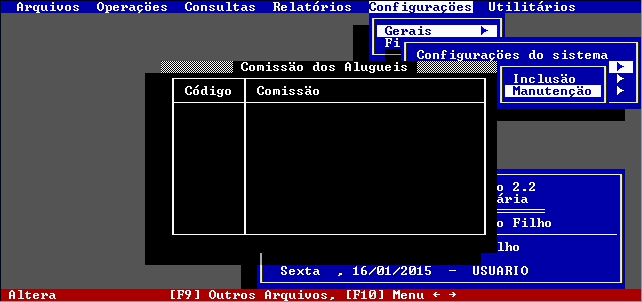 Arquivos Operações Consultas Relatórios Configurações Utilitários
Gerais ►
Fi
Configurações do sistema
Comissão dos Alugueis
►
Inclusão ►
Código Comissão
Manutenção ►
o 2.2
ária
o Filho
lho
Sexta , 16/01/2015 - USUARIO
Altera [F9] Outros Arquivos, [F10] Menu ← →